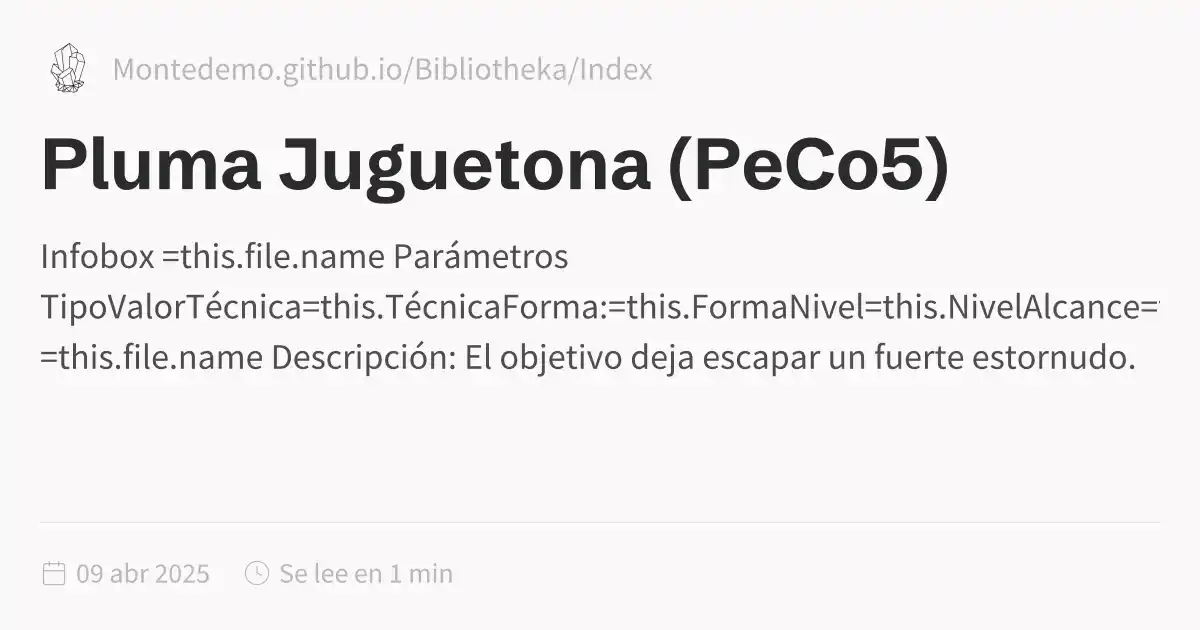 Montedemo.github.io/Bibliotheka/Index
Pluma Juguetona (PeCo5)
Infobox =this.file.name Parámetros
TipoValorTécnica=this.TécnicaForma:=this.FormaNivel=this.NivelAlcance=
=this.file.name Descripción: El objetivo deja escapar un fuerte estornudo.
09 abr 2025 Se lee en 1 min